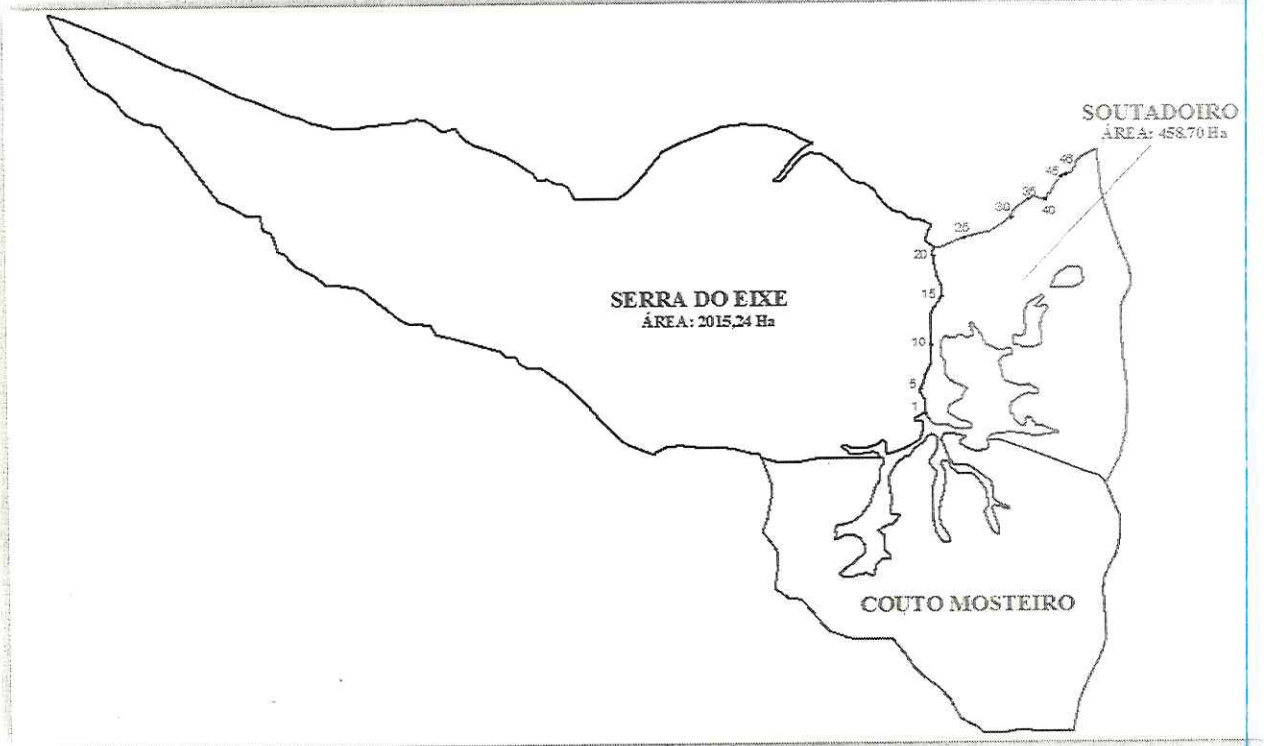 SOUTADOIRO
ÁREA: 458.70 Ha
46
45
35
40
30
25
20
SERRA DO EIXE
ÁREA: 2015,24 Ha
15
10
5
1
COUTO MOSTEIRO